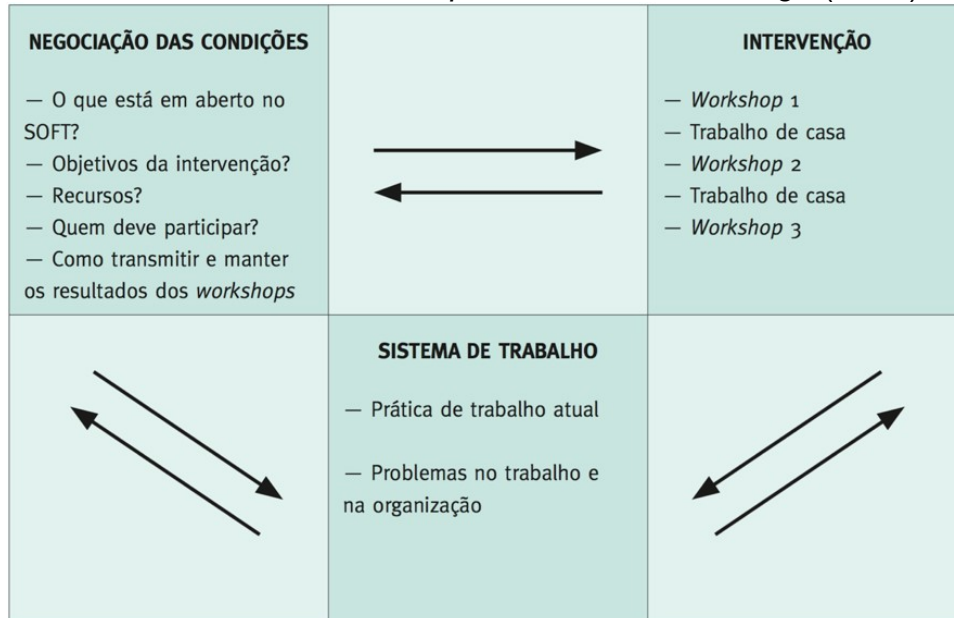 NEGOCIAÇÃO DAS CONDIÇÕES
— O que está em aberto no
SOFT?
— Objetivos da intervenção?
— Recursos?
— Quem deve participar?
— Como transmitir e manter
os resultados dos workshops
INTERVENÇÃO
— Workshop 1
— Trabalho de casa
— Workshop 2
— Trabalho de casa
— Workshop 3
SISTEMA DE TRABALHO
— Prática de trabalho atual
— Problemas no trabalho e
na organização